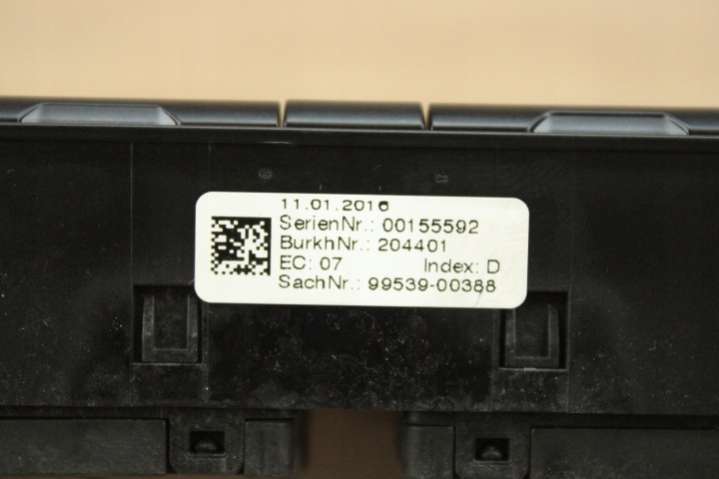 11.01.2016
SerienNr.: 00155592
BurkhNr.: 204401
EC: 07 Index: D
SachNr.: 99539-00388